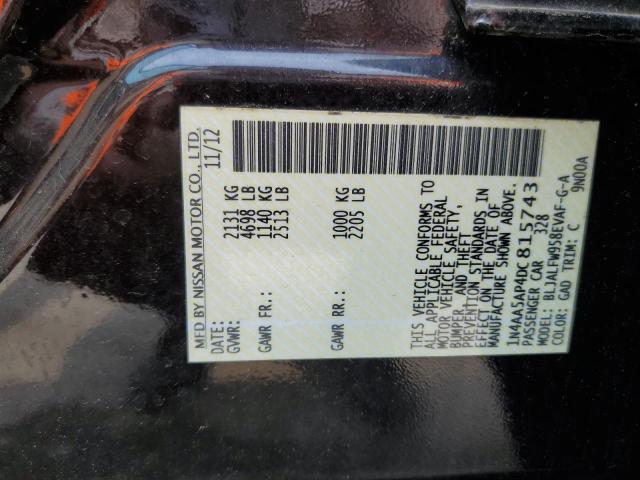 MFD BY NISSAN MOTOR CO., LTD.
DATE: 11/12
GVWR: 2131 KG
4698 LB
GAWR FR.: 1140 KG
2513 LB
GAWR RR.: 1000 KG
2205 LB
THIS VEHICLE CONFORMS TO
ALL APPLICABLE FEDERAL
MOTOR VEHICLE SAFETY,
BUMPER, AND THEFT
PREVENTION STANDARDS IN
EFFECT ON THE DATE OF
MANUFACTURE SHOWN ABOVE.
1N4AA5AP4DC815743
PASSENGER CAR 328
MODEL: BLJALFW958EVAF-G-A
COLOR: GAD TRIM: C 9N00A